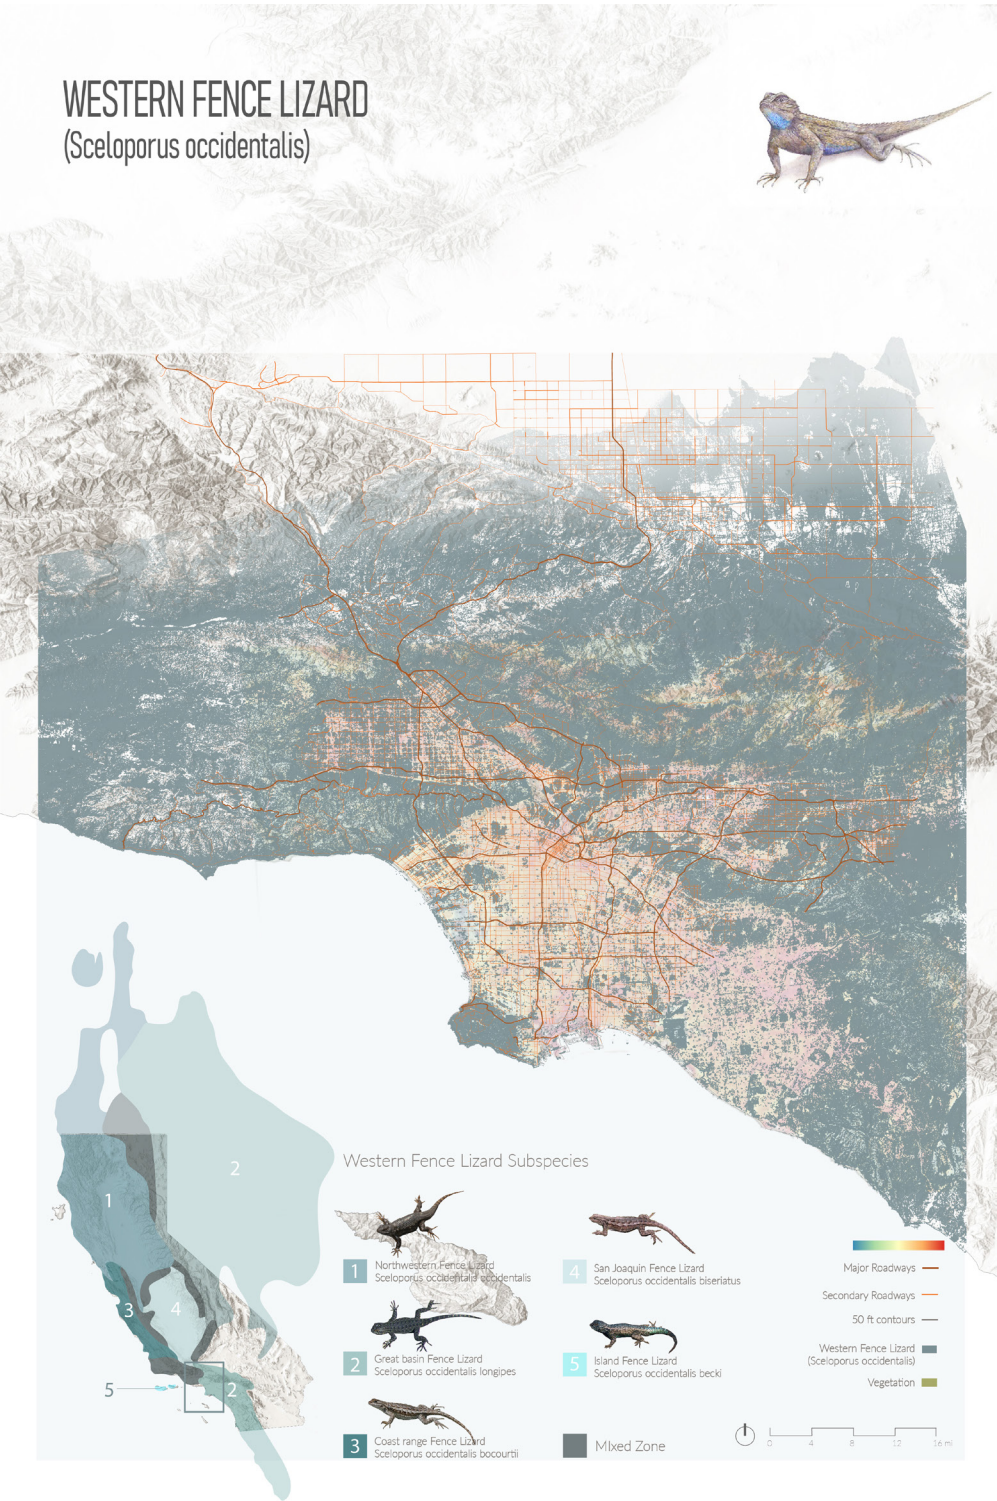 WESTERN FENCE LIZARD
(Sceloporus occidentalis)
2
1
3
4
5
2
Western Fence Lizard Subspecies
1
Northwestern Fence Lizard
Sceloporus occidentalis occidentalis
4
San Joaquin Fence Lizard
Sceloporus occidentalis biseriatus
2
Great basin Fence Lizard
Sceloporus occidentalis longipes
5
Island Fence Lizard
Sceloporus occidentalis becki
3
Coast range Fence Lizard
Sceloporus occidentalis bocourtii
MIxed Zone
Major Roadways
Secondary Roadways
50 ft contours
Western Fence Lizard
(Sceloporus occidentalis)
Vegetation
0 4 8 12 16 mi